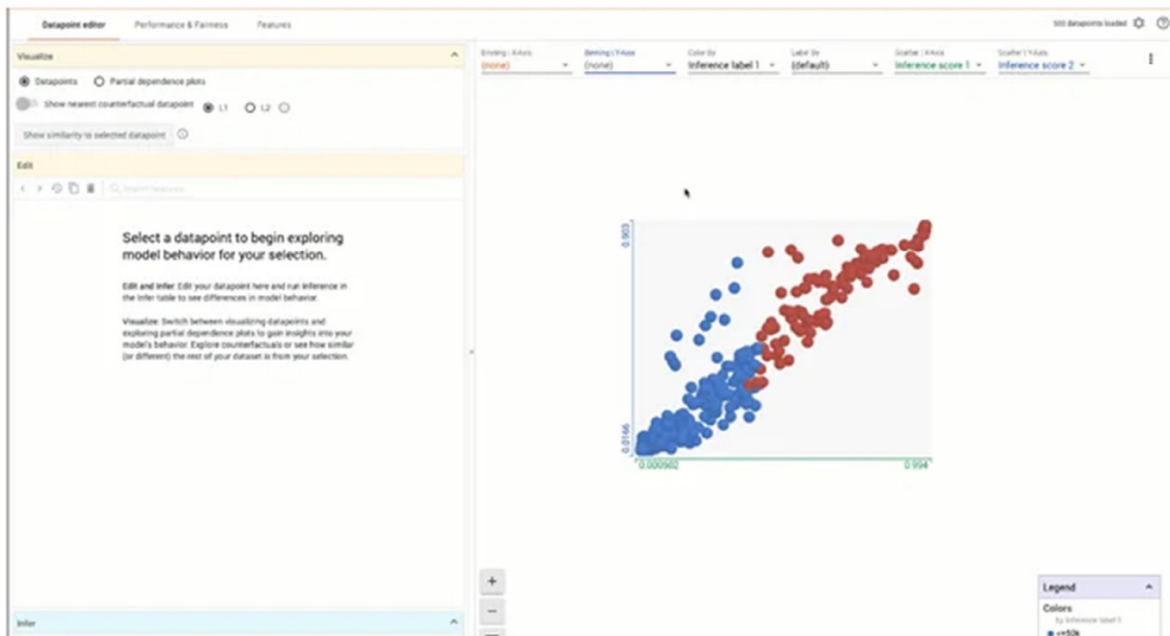 Datapoint editor Performance & Fairness Features 500 datapoints loaded
Visualize
Datapoints Partial dependence plots
Show nearest counterfactual datapoint L1 L2
Show similarity to selected datapoint
Edit
Search features
Select a datapoint to begin exploring
model behavior for your selection.
Edit and Infer: Edit your datapoint here and run inference in
the Infer table to see differences in model behavior.
Visualize: Switch between visualizing datapoints and
exploring partial dependence plots to gain insights into your
model's behavior. Explore counterfactuals or see how similar
(or different) the rest of your dataset is from your selection.
Infer
Binning | X-Axis Binning | Y-Axis Color By Label By Scatter | X-Axis Scatter | Y-Axis
(none) (none) Inference label 1 (default) Inference score 1 Inference score 2
0.903
0.0166
0.000902 0.994
+
−
Legend
Colors
by Inference label 1
<=50k